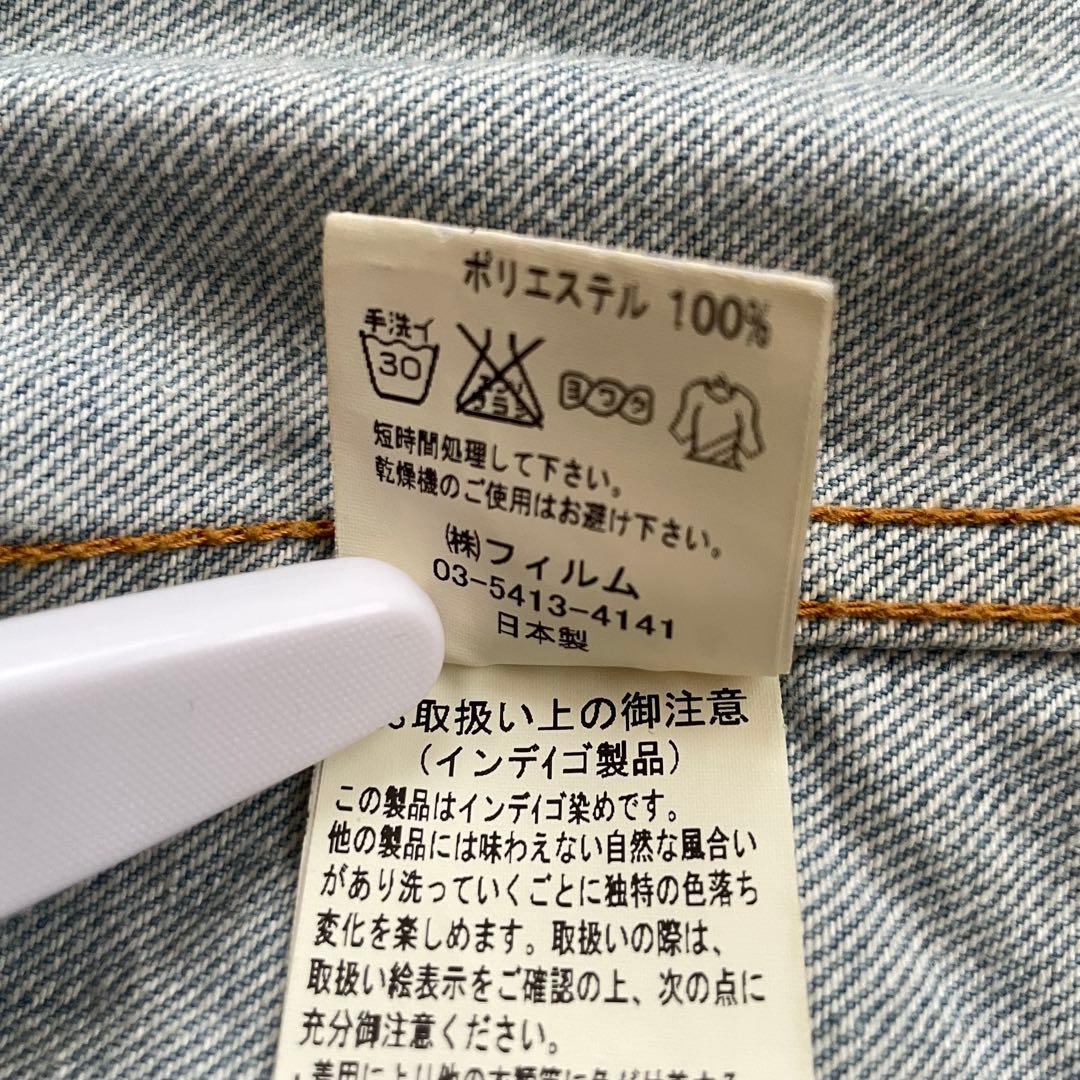 ポリエステル 100%
手洗イ
30
エンソサラシ
ヨワク
短時間処理して下さい。
乾燥機のご使用はお避け下さい。
㈱フィルム
03-5413-4141
日本製
取扱い上の御注意
(インディゴ製品)
この製品はインディゴ染めです。
他の製品には味わえない自然な風合い
があり洗っていくごとに独特の色落ち
変化を楽しめます。取扱いの際は、
取扱い絵表示をご確認の上、次の点に
充分御注意ください。